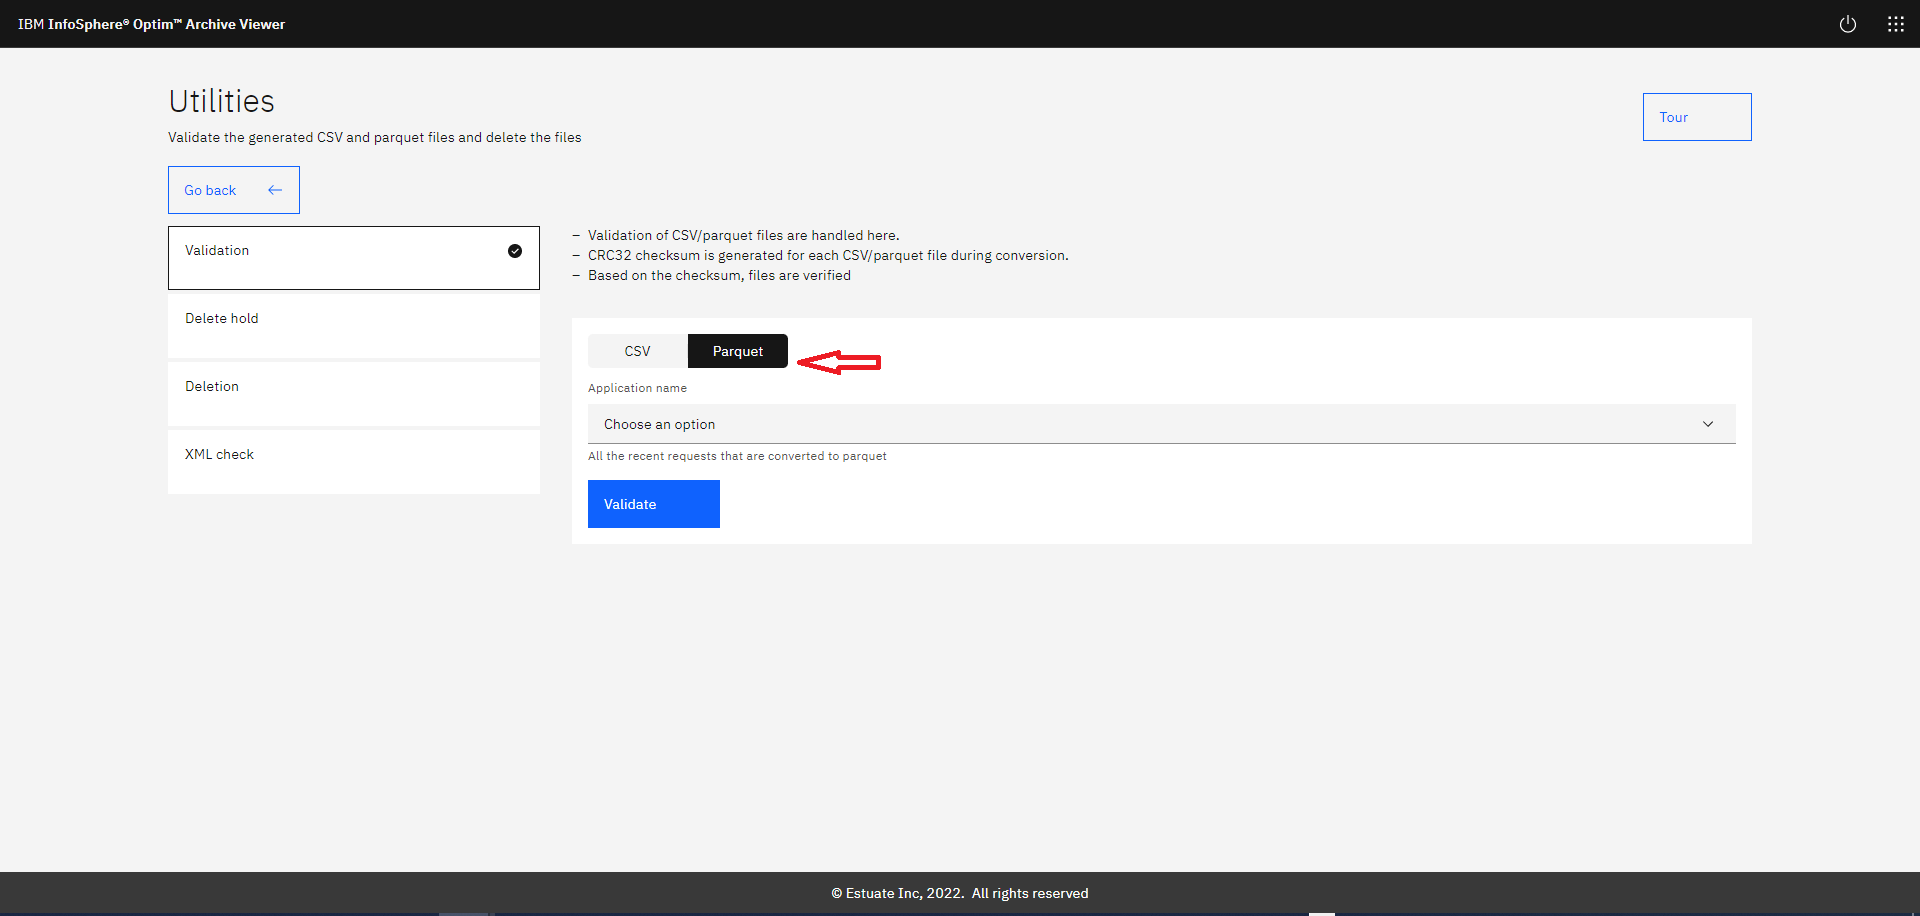 IBM InfoSphere® Optim™ Archive Viewer
Utilities
Validate the generated CSV and parquet files and delete the files
Tour
Go back
Validation
Delete hold
Deletion
XML check
– Validation of CSV/parquet files are handled here.
– CRC32 checksum is generated for each CSV/parquet file during conversion.
– Based on the checksum, files are verified
CSV Parquet
Application name
Choose an option
All the recent requests that are converted to parquet
Validate
© Estuate Inc, 2022. All rights reserved